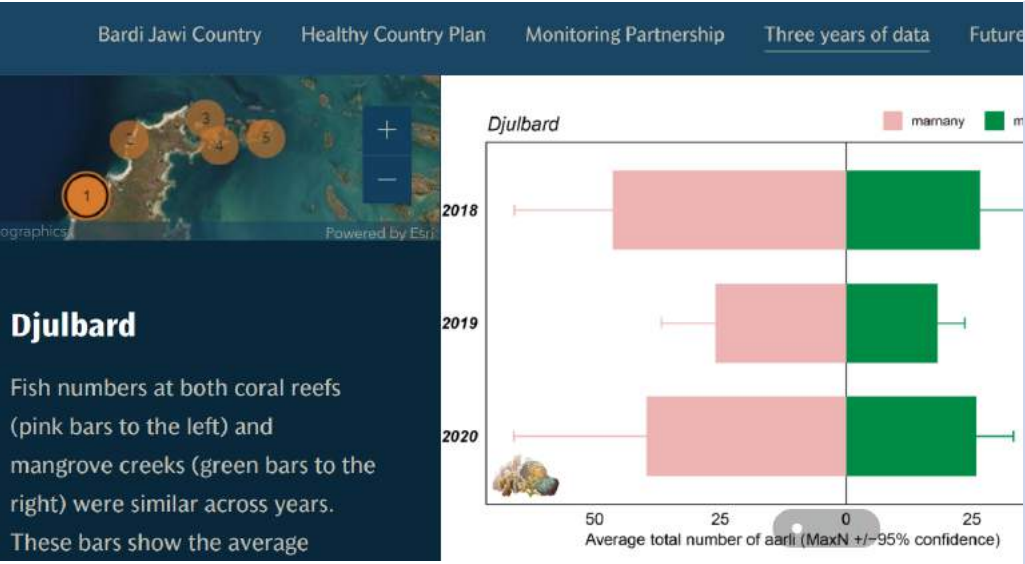 Bardi Jawi Country Healthy Country Plan Monitoring Partnership Three years of data Future
3
2
4
5
1
+
−
ographics
Powered by Esri
Djulbard
Fish numbers at both coral reefs
(pink bars to the left) and
mangrove creeks (green bars to the
right) were similar across years.
These bars show the average
Djulbard
marnany m
2018
2019
2020
50 25 0 25
Average total number of aarli (MaxN +/−95% confidence)